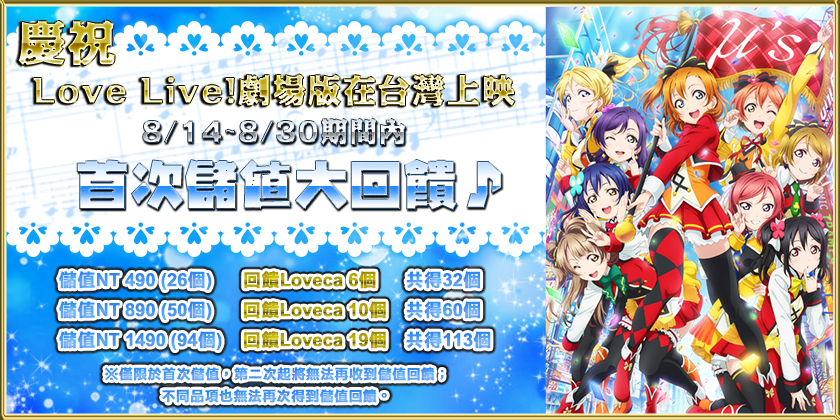 慶祝
Love Live!劇場版在台灣上映
8/14~8/30期間內
首次儲值大回饋♪
儲值NT 490 (26個) 回饋Loveca 6個 共得32個
儲值NT 890 (50個) 回饋Loveca 10個 共得60個
儲值NT 1490 (94個) 回饋Loveca 19個 共得113個
※僅限於首次儲值，第二次起將無法再收到儲值回饋；
不同品項也無法再次得到儲值回饋。
μ's